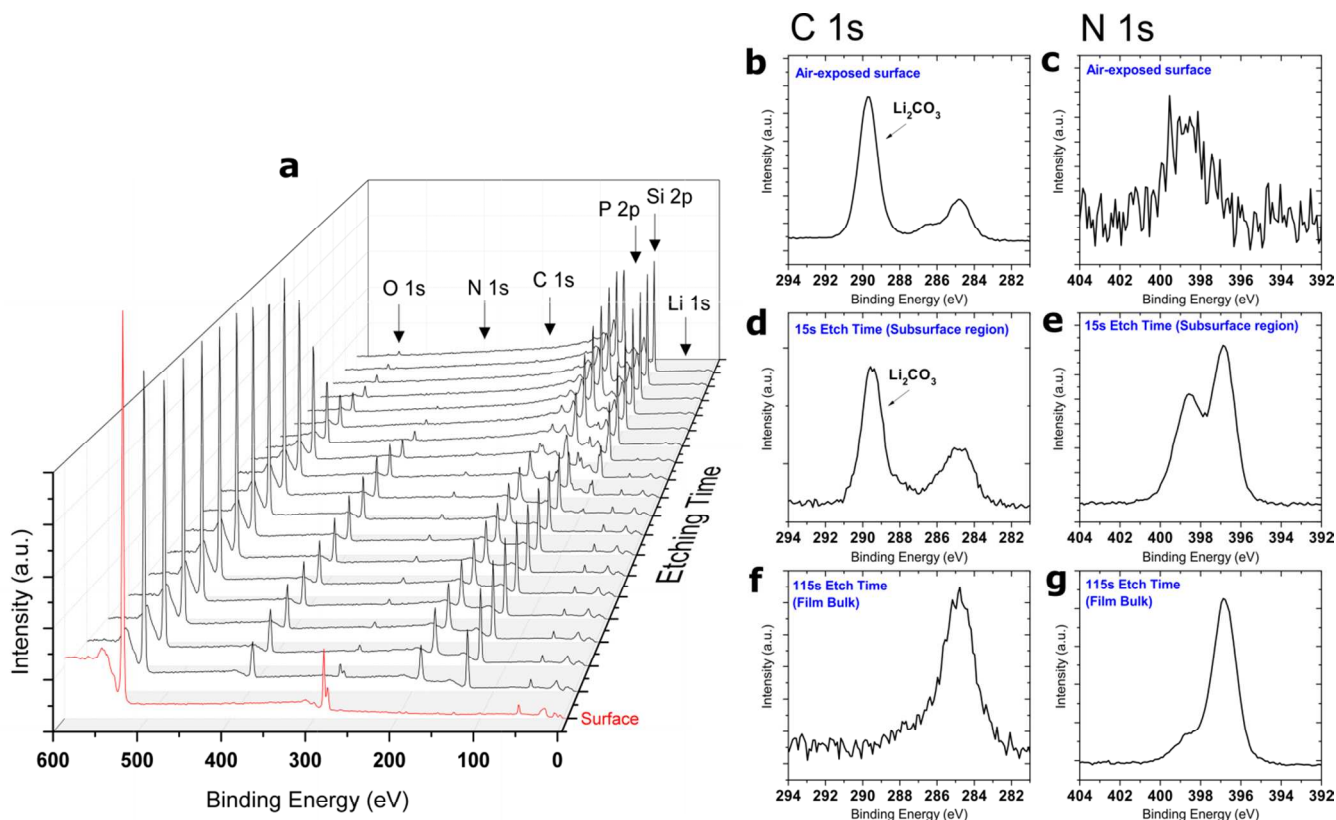 C 1s
N 1s
b
Air-exposed surface
Li₂CO₃
Intensity (a.u.)
294 292 290 288 286 284 282
Binding Energy (eV)
c
Air-exposed surface
Intensity (a.u.)
404 402 400 398 396 394 392
Binding Energy (eV)
a
Si 2p
P 2p
O 1s
N 1s
C 1s
Li 1s
Etching Time
Intensity (a.u.)
Surface
600 500 400 300 200 100 0
Binding Energy (eV)
d
15s Etch Time (Subsurface region)
Li₂CO₃
Intensity (a.u.)
294 292 290 288 286 284 282
Binding Energy (eV)
e
15s Etch Time (Subsurface region)
Intensity (a.u.)
404 402 400 398 396 394 392
Binding Energy (eV)
f
115s Etch Time
(Film Bulk)
Intensity (a.u.)
294 292 290 288 286 284 282
Binding Energy (eV)
g
115s Etch Time
(Film Bulk)
Intensity (a.u.)
404 402 400 398 396 394 392
Binding Energy (eV)